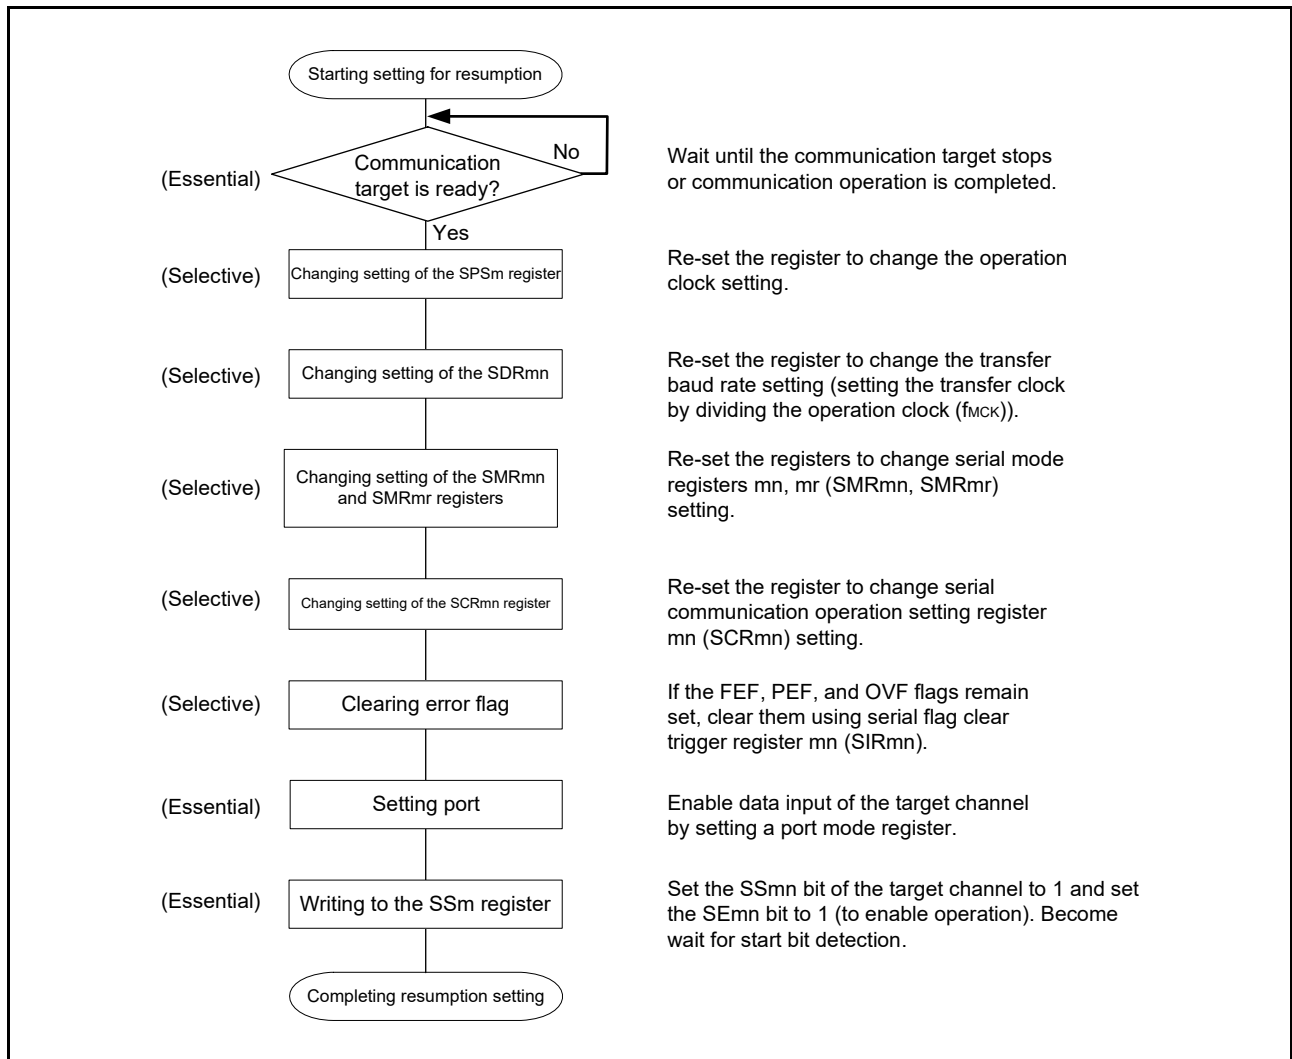 Starting setting for resumption
No
(Essential)
Communication
target is ready?
Wait until the communication target stops
or communication operation is completed.
Yes
(Selective)
Changing setting of the SPSm register
Re-set the register to change the operation
clock setting.
(Selective)
Changing setting of the SDRmn
Re-set the register to change the transfer
baud rate setting (setting the transfer clock
by dividing the operation clock (fMCK)).
(Selective)
Changing setting of the SMRmn
and SMRmr registers
Re-set the registers to change serial mode
registers mn, mr (SMRmn, SMRmr)
setting.
(Selective)
Changing setting of the SCRmn register
Re-set the register to change serial
communication operation setting register
mn (SCRmn) setting.
(Selective)
Clearing error flag
If the FEF, PEF, and OVF flags remain
set, clear them using serial flag clear
trigger register mn (SIRmn).
(Essential)
Setting port
Enable data input of the target channel
by setting a port mode register.
(Essential)
Writing to the SSm register
Set the SSmn bit of the target channel to 1 and set
the SEmn bit to 1 (to enable operation). Become
wait for start bit detection.
Completing resumption setting